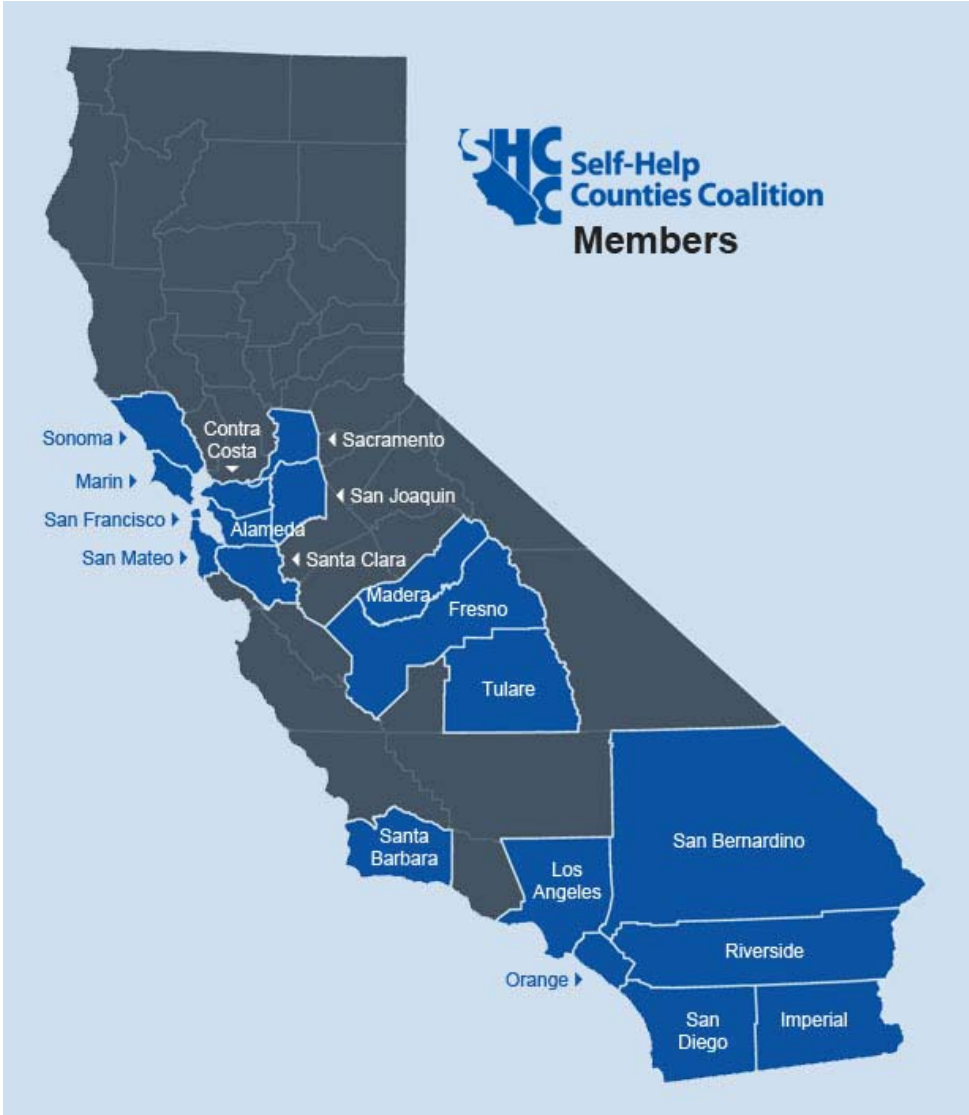 SHC
C
Self-Help
Counties Coalition
Members
Contra
Costa
Sonoma
Sacramento
Marin
San Joaquin
San Francisco
Alameda
San Mateo
Santa Clara
Madera
Fresno
Tulare
Santa
Barbara
San Bernardino
Los
Angeles
Riverside
Orange
San
Diego
Imperial